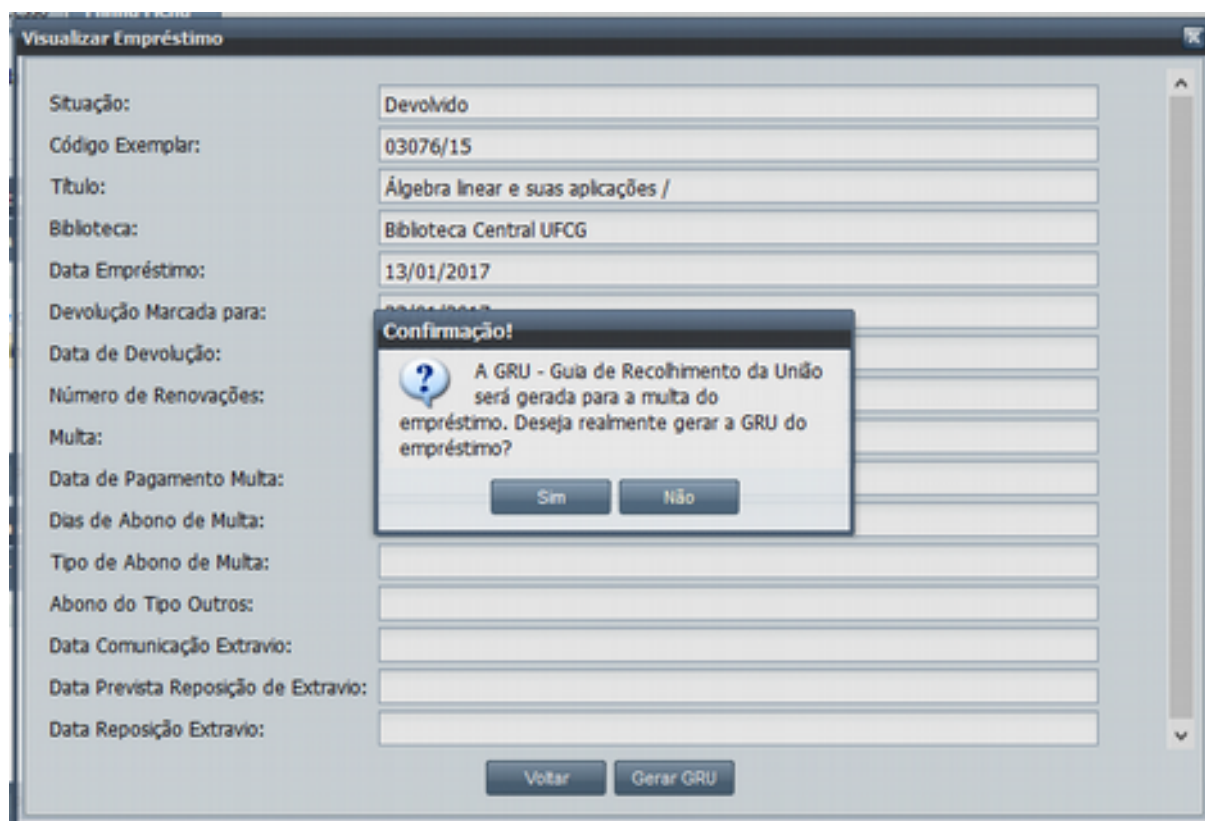 Visualizar Empréstimo
Situação: Devolvido
Código Exemplar: 03076/15
Título: Álgebra linear e suas aplicações /
Biblioteca: Biblioteca Central UFCG
Data Empréstimo: 13/01/2017
Devolução Marcada para:
Data de Devolução:
Número de Renovações:
Multa:
Data de Pagamento Multa:
Dias de Abono de Multa:
Tipo de Abono de Multa:
Abono do Tipo Outros:
Data Comunicação Extravio:
Data Prevista Reposição de Extravio:
Data Reposição Extravio:
Confirmação!
A GRU - Guia de Recolhimento da União
será gerada para a multa do
empréstimo. Deseja realmente gerar a GRU do
empréstimo?
Sim Não
Voltar Gerar GRU